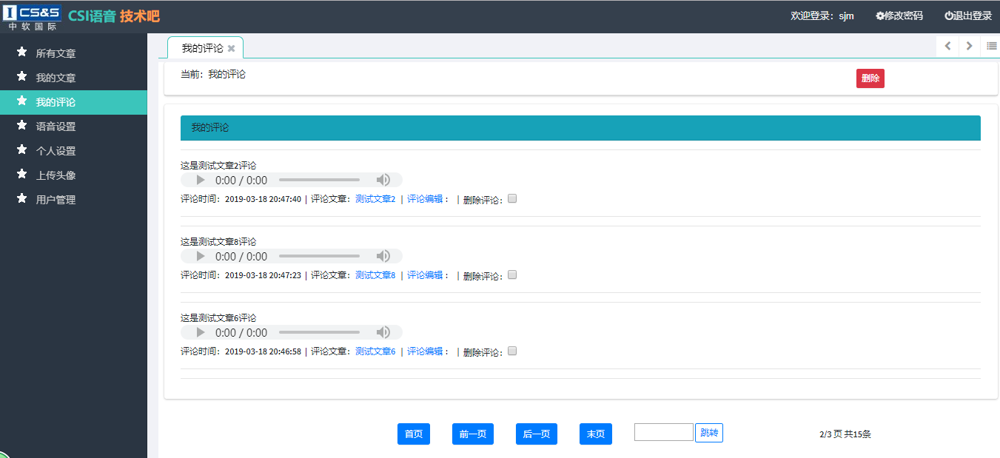 CS&S
中软国际
CSI语音 技术吧
欢迎登录：sjm 修改密码 退出登录
所有文章
我的文章
我的评论
语音设置
个人设置
上传头像
用户管理
我的评论
当前：我的评论 删除
我的评论
这是测试文章2评论
0:00 / 0:00
评论时间：2019-03-18 20:47:40 | 评论文章：测试文章2 | 评论编辑： | 删除评论：
这是测试文章8评论
0:00 / 0:00
评论时间：2019-03-18 20:47:23 | 评论文章：测试文章8 | 评论编辑： | 删除评论：
这是测试文章6评论
0:00 / 0:00
评论时间：2019-03-18 20:46:58 | 评论文章：测试文章6 | 评论编辑： | 删除评论：
首页 前一页 后一页 末页 跳转 2/3 页 共15条